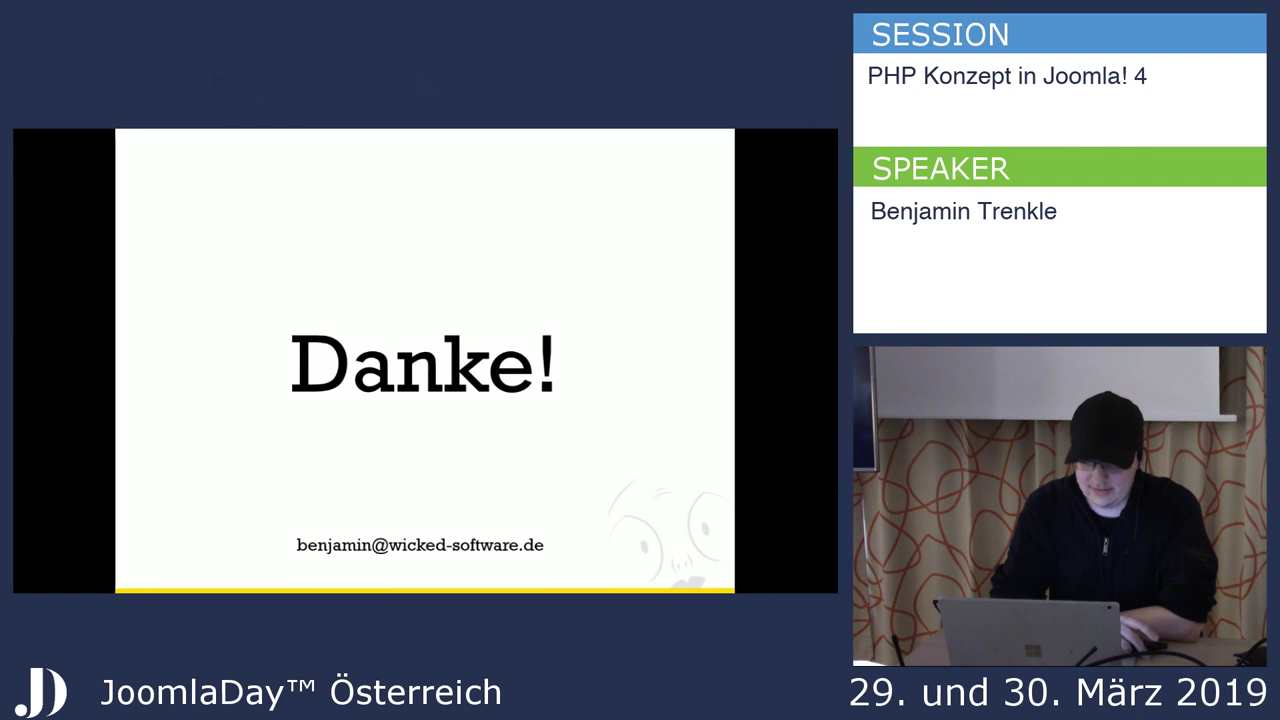 SESSION
PHP Konzept in Joomla! 4
SPEAKER
Benjamin Trenkle
Danke!
benjamin@wicked-software.de
JoomlaDay™ Österreich
29. und 30. März 2019